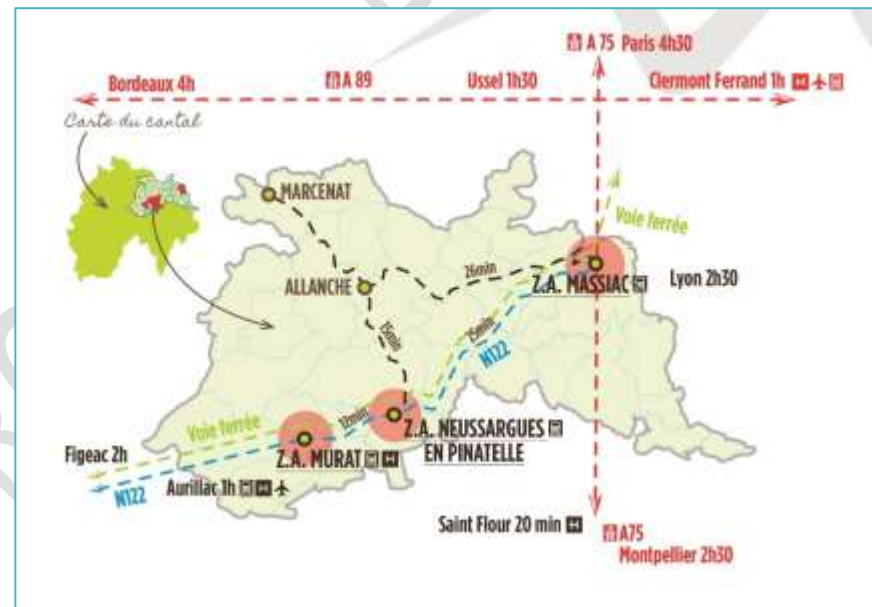 A 75 Paris 4h30
Bordeaux 4h
A 89
Ussel 1h30
Clermont Ferrand 1h H
Carte du cantal
MARCENAT
Voie ferrée
26min
ALLANCHE
Z.A. MASSIAC
Lyon 2h30
15min
25min
N122
Voie ferrée
12min
Z.A. NEUSSARGUES
EN PINATELLE
Figeac 2h
Z.A. MURAT H
N122
Aurillac 1h H
Saint Flour 20 min H
A75
Montpellier 2h30